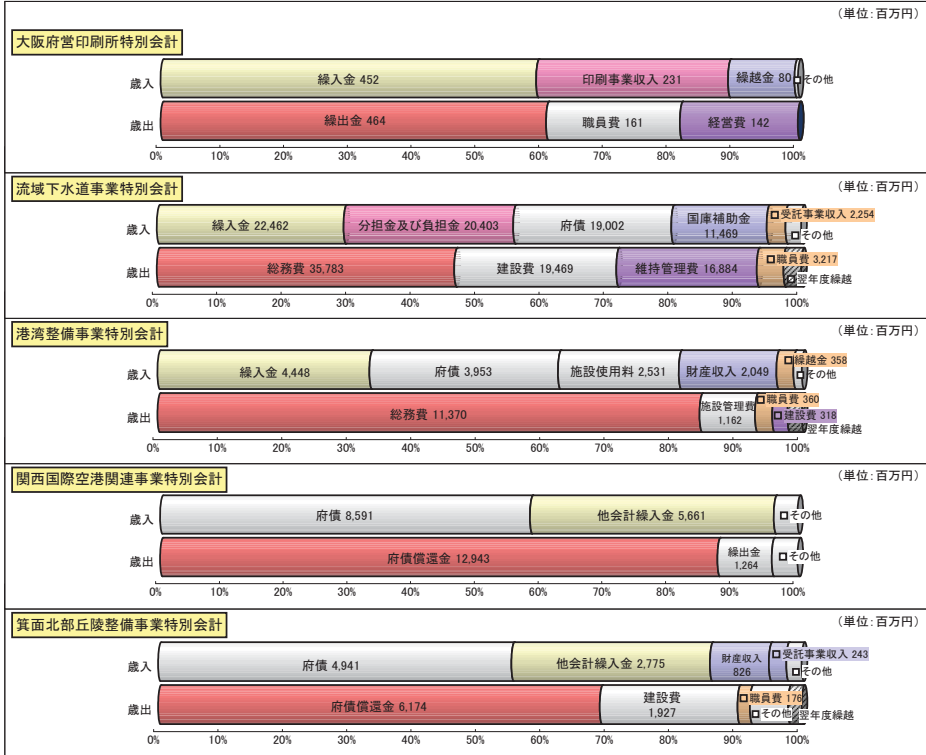 (単位:百万円)
大阪府営印刷所特別会計
歳入 繰入金 452 印刷事業収入 231 繰越金 80 その他
歳出 繰出金 464 職員費 161 経営費 142
0% 10% 20% 30% 40% 50% 60% 70% 80% 90% 100%
(単位:百万円)
流域下水道事業特別会計
歳入 繰入金 22,462 分担金及び負担金 20,403 府債 19,002 国庫補助金 11,469 受託事業収入 2,254 その他
歳出 総務費 35,783 建設費 19,469 維持管理費 16,884 職員費 3,217 翌年度繰越
0% 10% 20% 30% 40% 50% 60% 70% 80% 90% 100%
(単位:百万円)
港湾整備事業特別会計
歳入 繰入金 4,448 府債 3,953 施設使用料 2,531 財産収入 2,049 繰越金 358 その他
歳出 総務費 11,370 施設管理費 1,162 職員費 360 建設費 318 翌年度繰越
0% 10% 20% 30% 40% 50% 60% 70% 80% 90% 100%
(単位:百万円)
関西国際空港関連事業特別会計
歳入 府債 8,591 他会計繰入金 5,661 その他
歳出 府債償還金 12,943 繰出金 1,264 その他
0% 10% 20% 30% 40% 50% 60% 70% 80% 90% 100%
(単位:百万円)
箕面北部丘陵整備事業特別会計
歳入 府債 4,941 他会計繰入金 2,775 財産収入 826 受託事業収入 243 その他
歳出 府債償還金 6,174 建設費 1,927 職員費 176 その他 翌年度繰越
0% 10% 20% 30% 40% 50% 60% 70% 80% 90% 100%